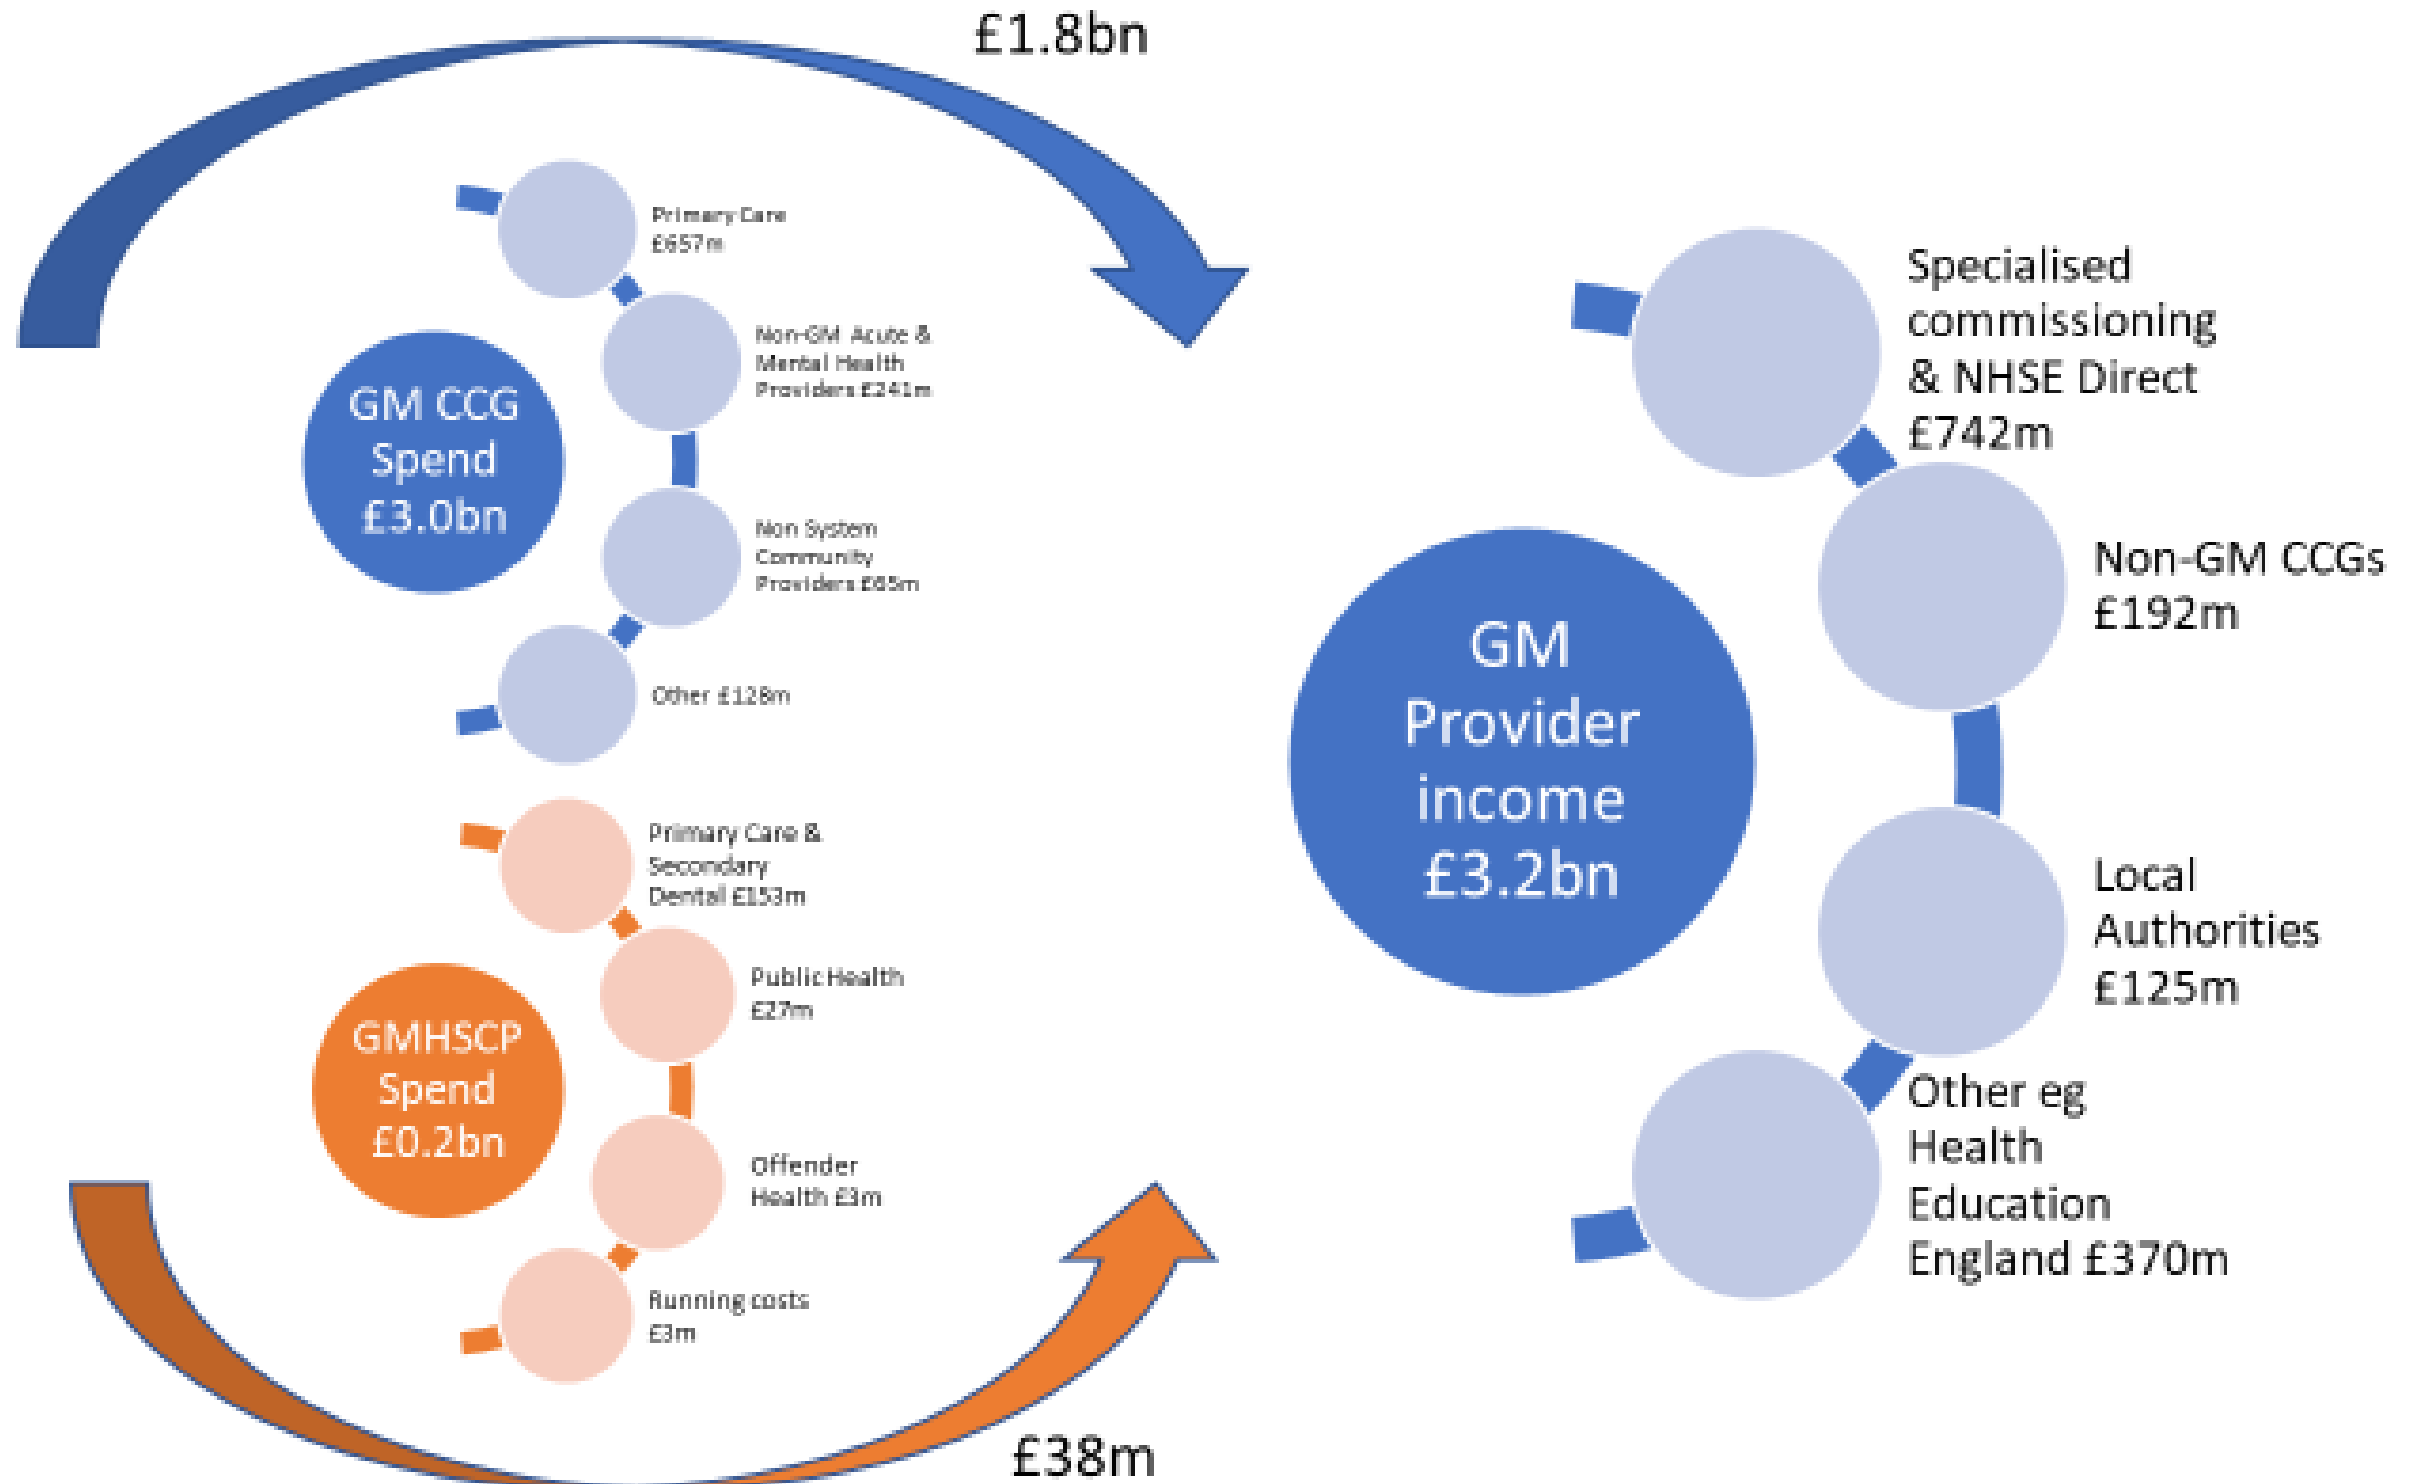 £1.8bn
Primary Care
£657m
Non-GM Acute &
Mental Health
Providers £241m
GM CCG
Spend
£3.0bn
Non System
Community
Providers £65m
Other £128m
Primary Care &
Secondary
Dental £153m
Public Health
£27m
GMHSCP
Spend
£0.2bn
Offender
Health £3m
Running costs
£3m
£38m
Specialised
commissioning
& NHSE Direct
£742m
Non-GM CCGs
£192m
GM
Provider
income
£3.2bn
Local
Authorities
£125m
Other eg
Health
Education
England £370m